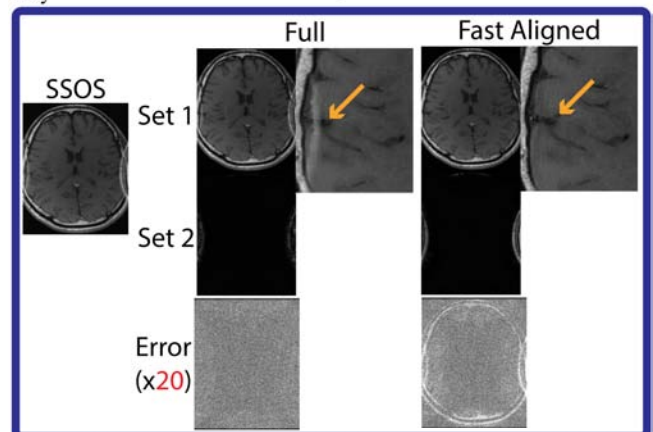 Full
Fast Aligned
SSOS
Set 1
Set 2
Error
(x20)